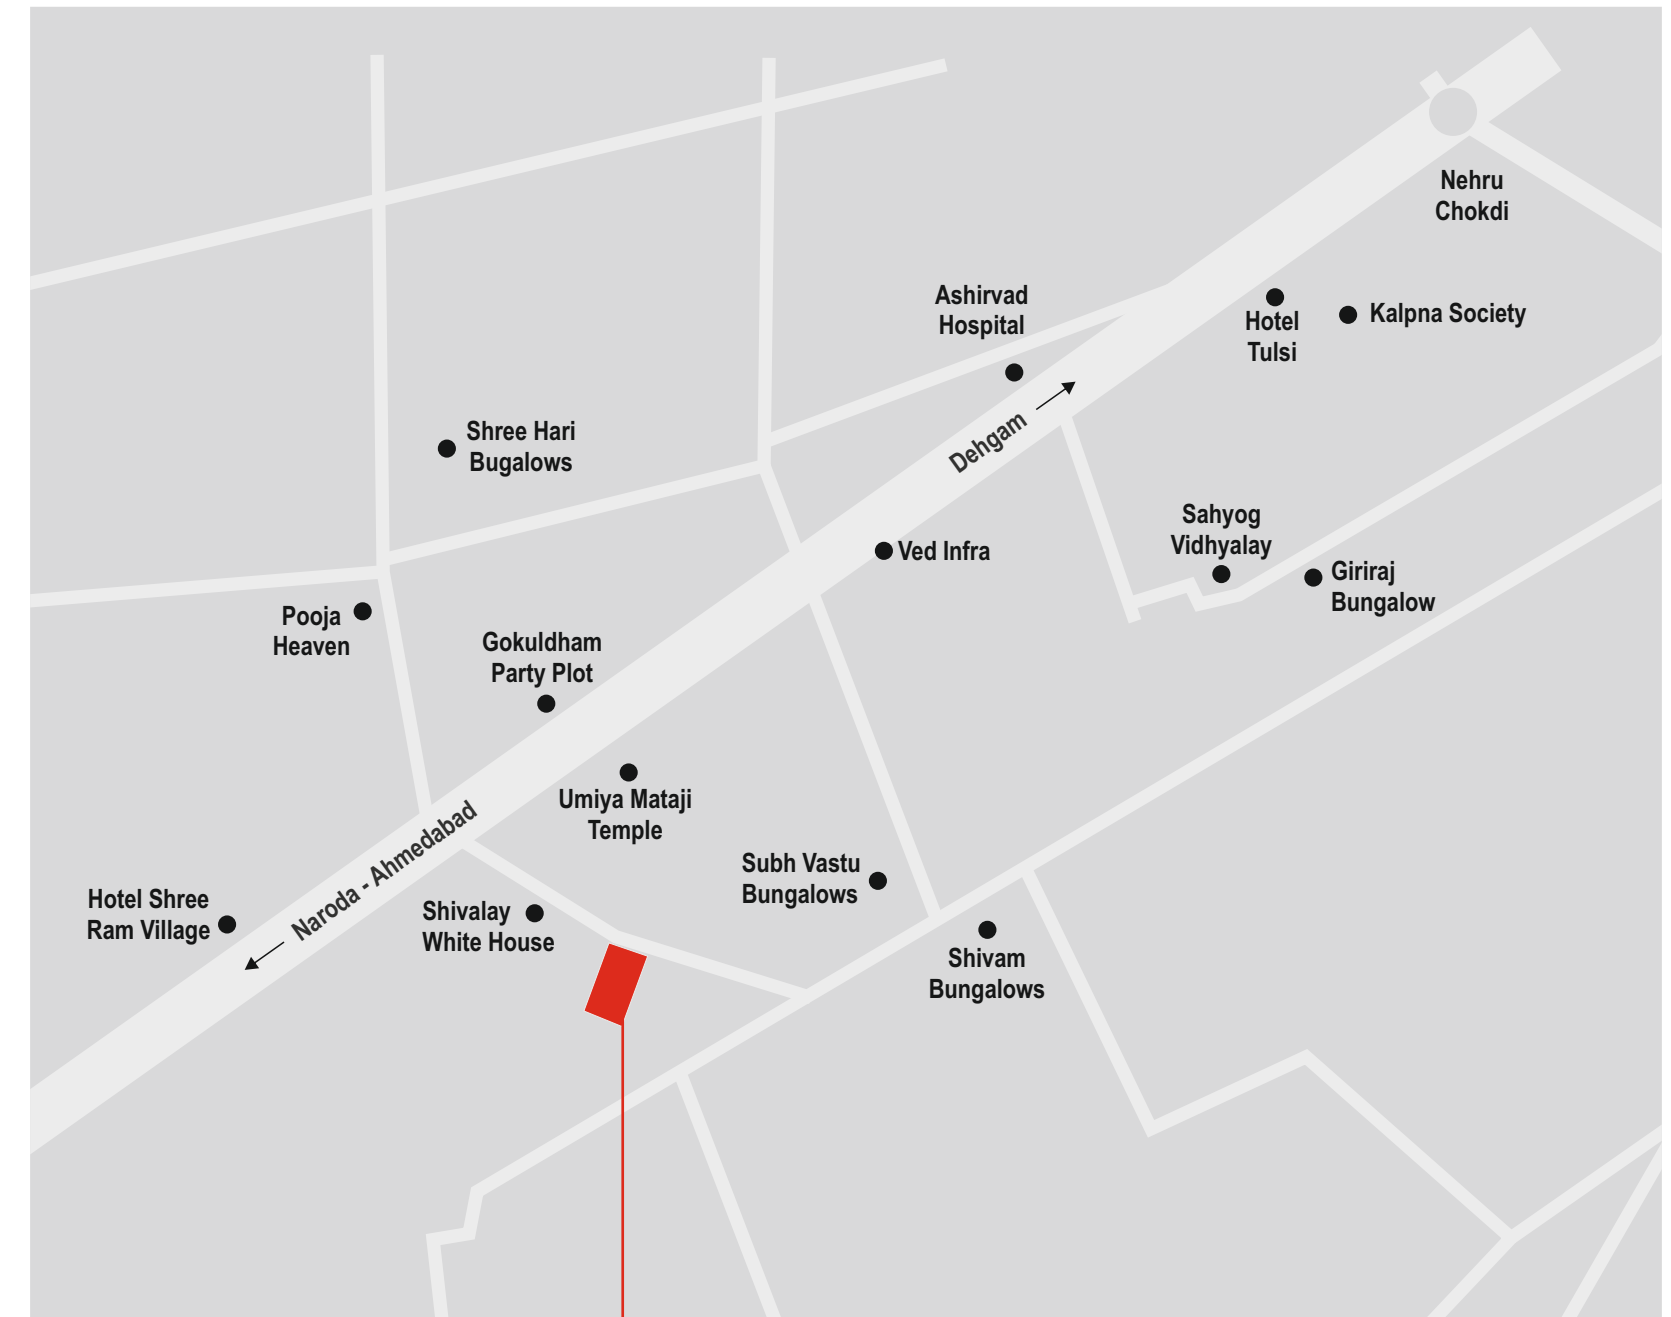 Nehru
Chokdi
Ashirvad
Hospital
Hotel
Tulsi
Kalpna Society
Dehgam
Shree Hari
Bugalows
Sahyog
Vidhyalay
Ved Infra
Giriraj
Bungalow
Pooja
Heaven
Gokuldham
Party Plot
Umiya Mataji
Temple
Naroda - Ahmedabad
Subh Vastu
Bungalows
Hotel Shree
Ram Village
Shivalay
White House
Shivam
Bungalows